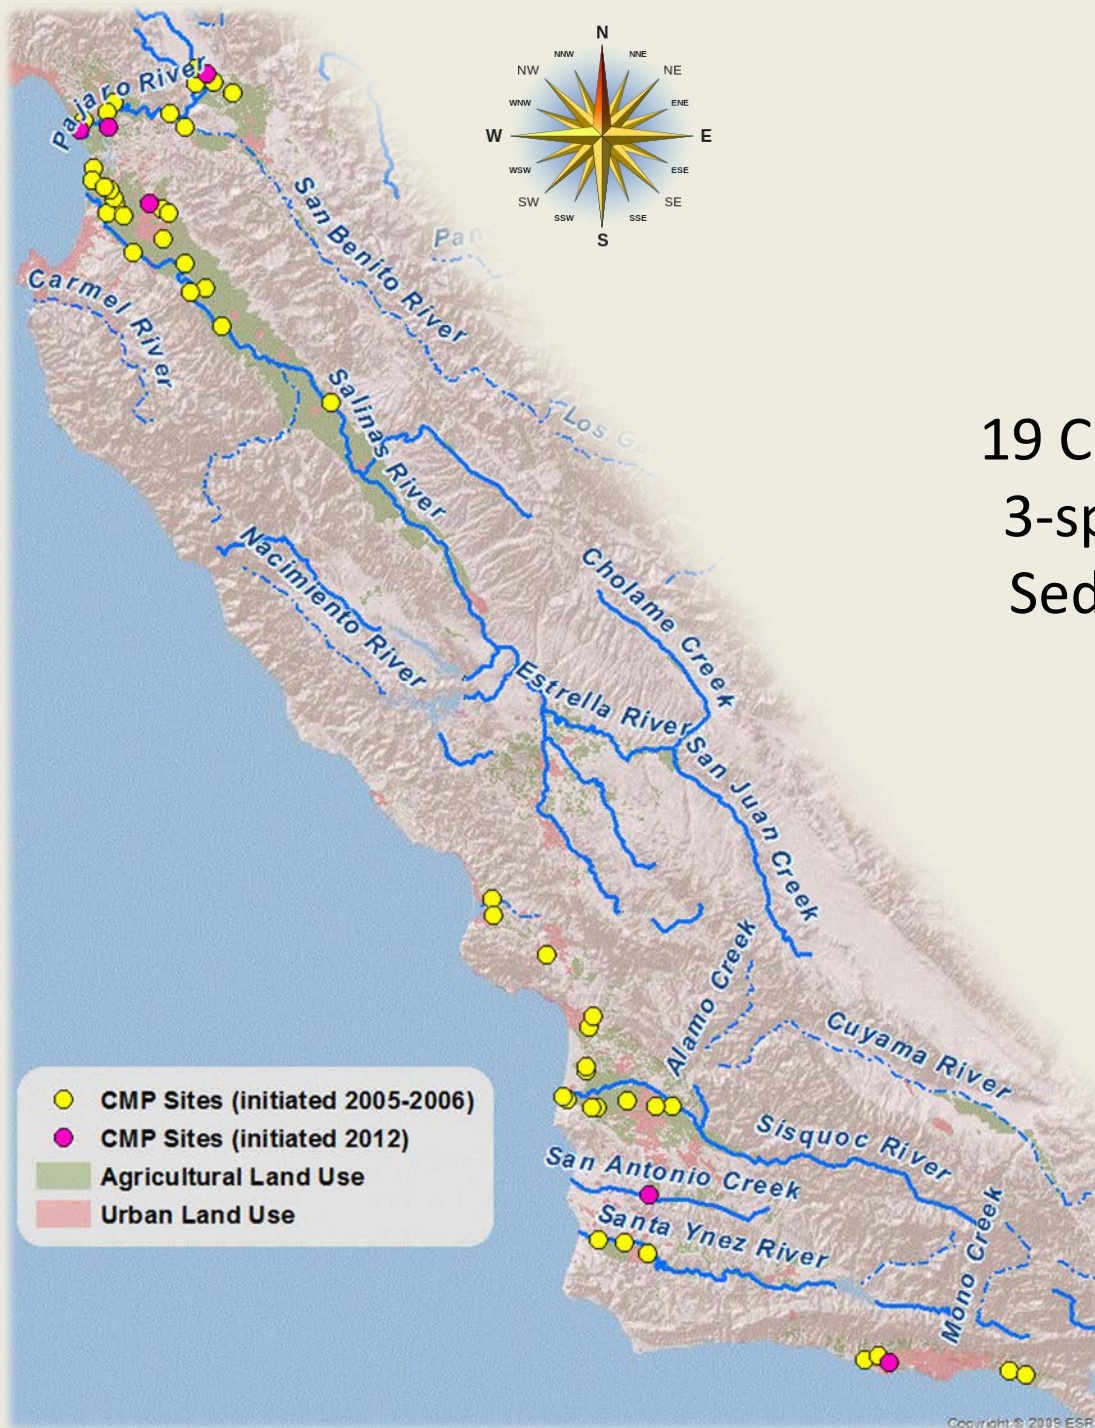 N
NNW
NNE
NW
NE
WNW
ENE
W
E
WSW
ESE
SW
SE
SSW
SSE
S
Pajaro River
San Benito River
Carmel River
Salinas River
Nacimiento River
Cholame Creek
Estrella River
San Juan Creek
Alamo Creek
Cuyama River
Sisquoc River
San Antonio Creek
Santa Ynez River
Mono Creek
19 C
3-sp
Sed
CMP Sites (initiated 2005-2006)
CMP Sites (initiated 2012)
Agricultural Land Use
Urban Land Use
Copyright © 2009 ESR